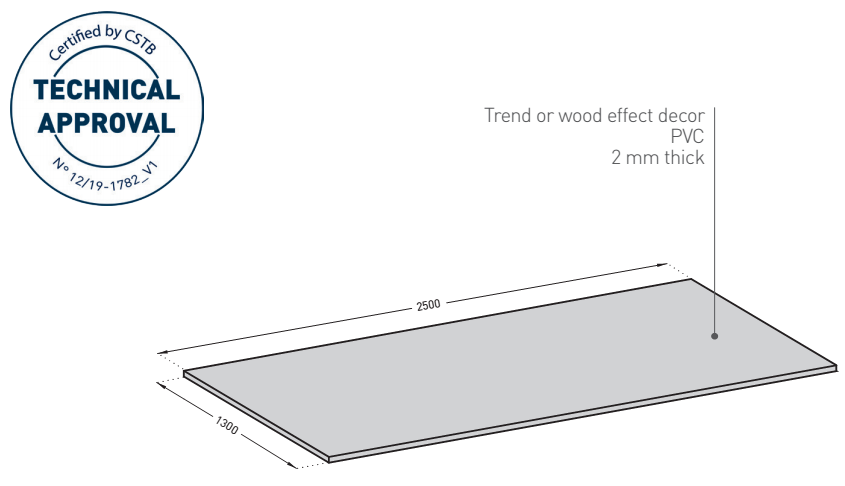 Certified by CSTB
TECHNICAL
APPROVAL
N° 12/19-1782_V1
Trend or wood effect decor
PVC
2 mm thick
2500
1300